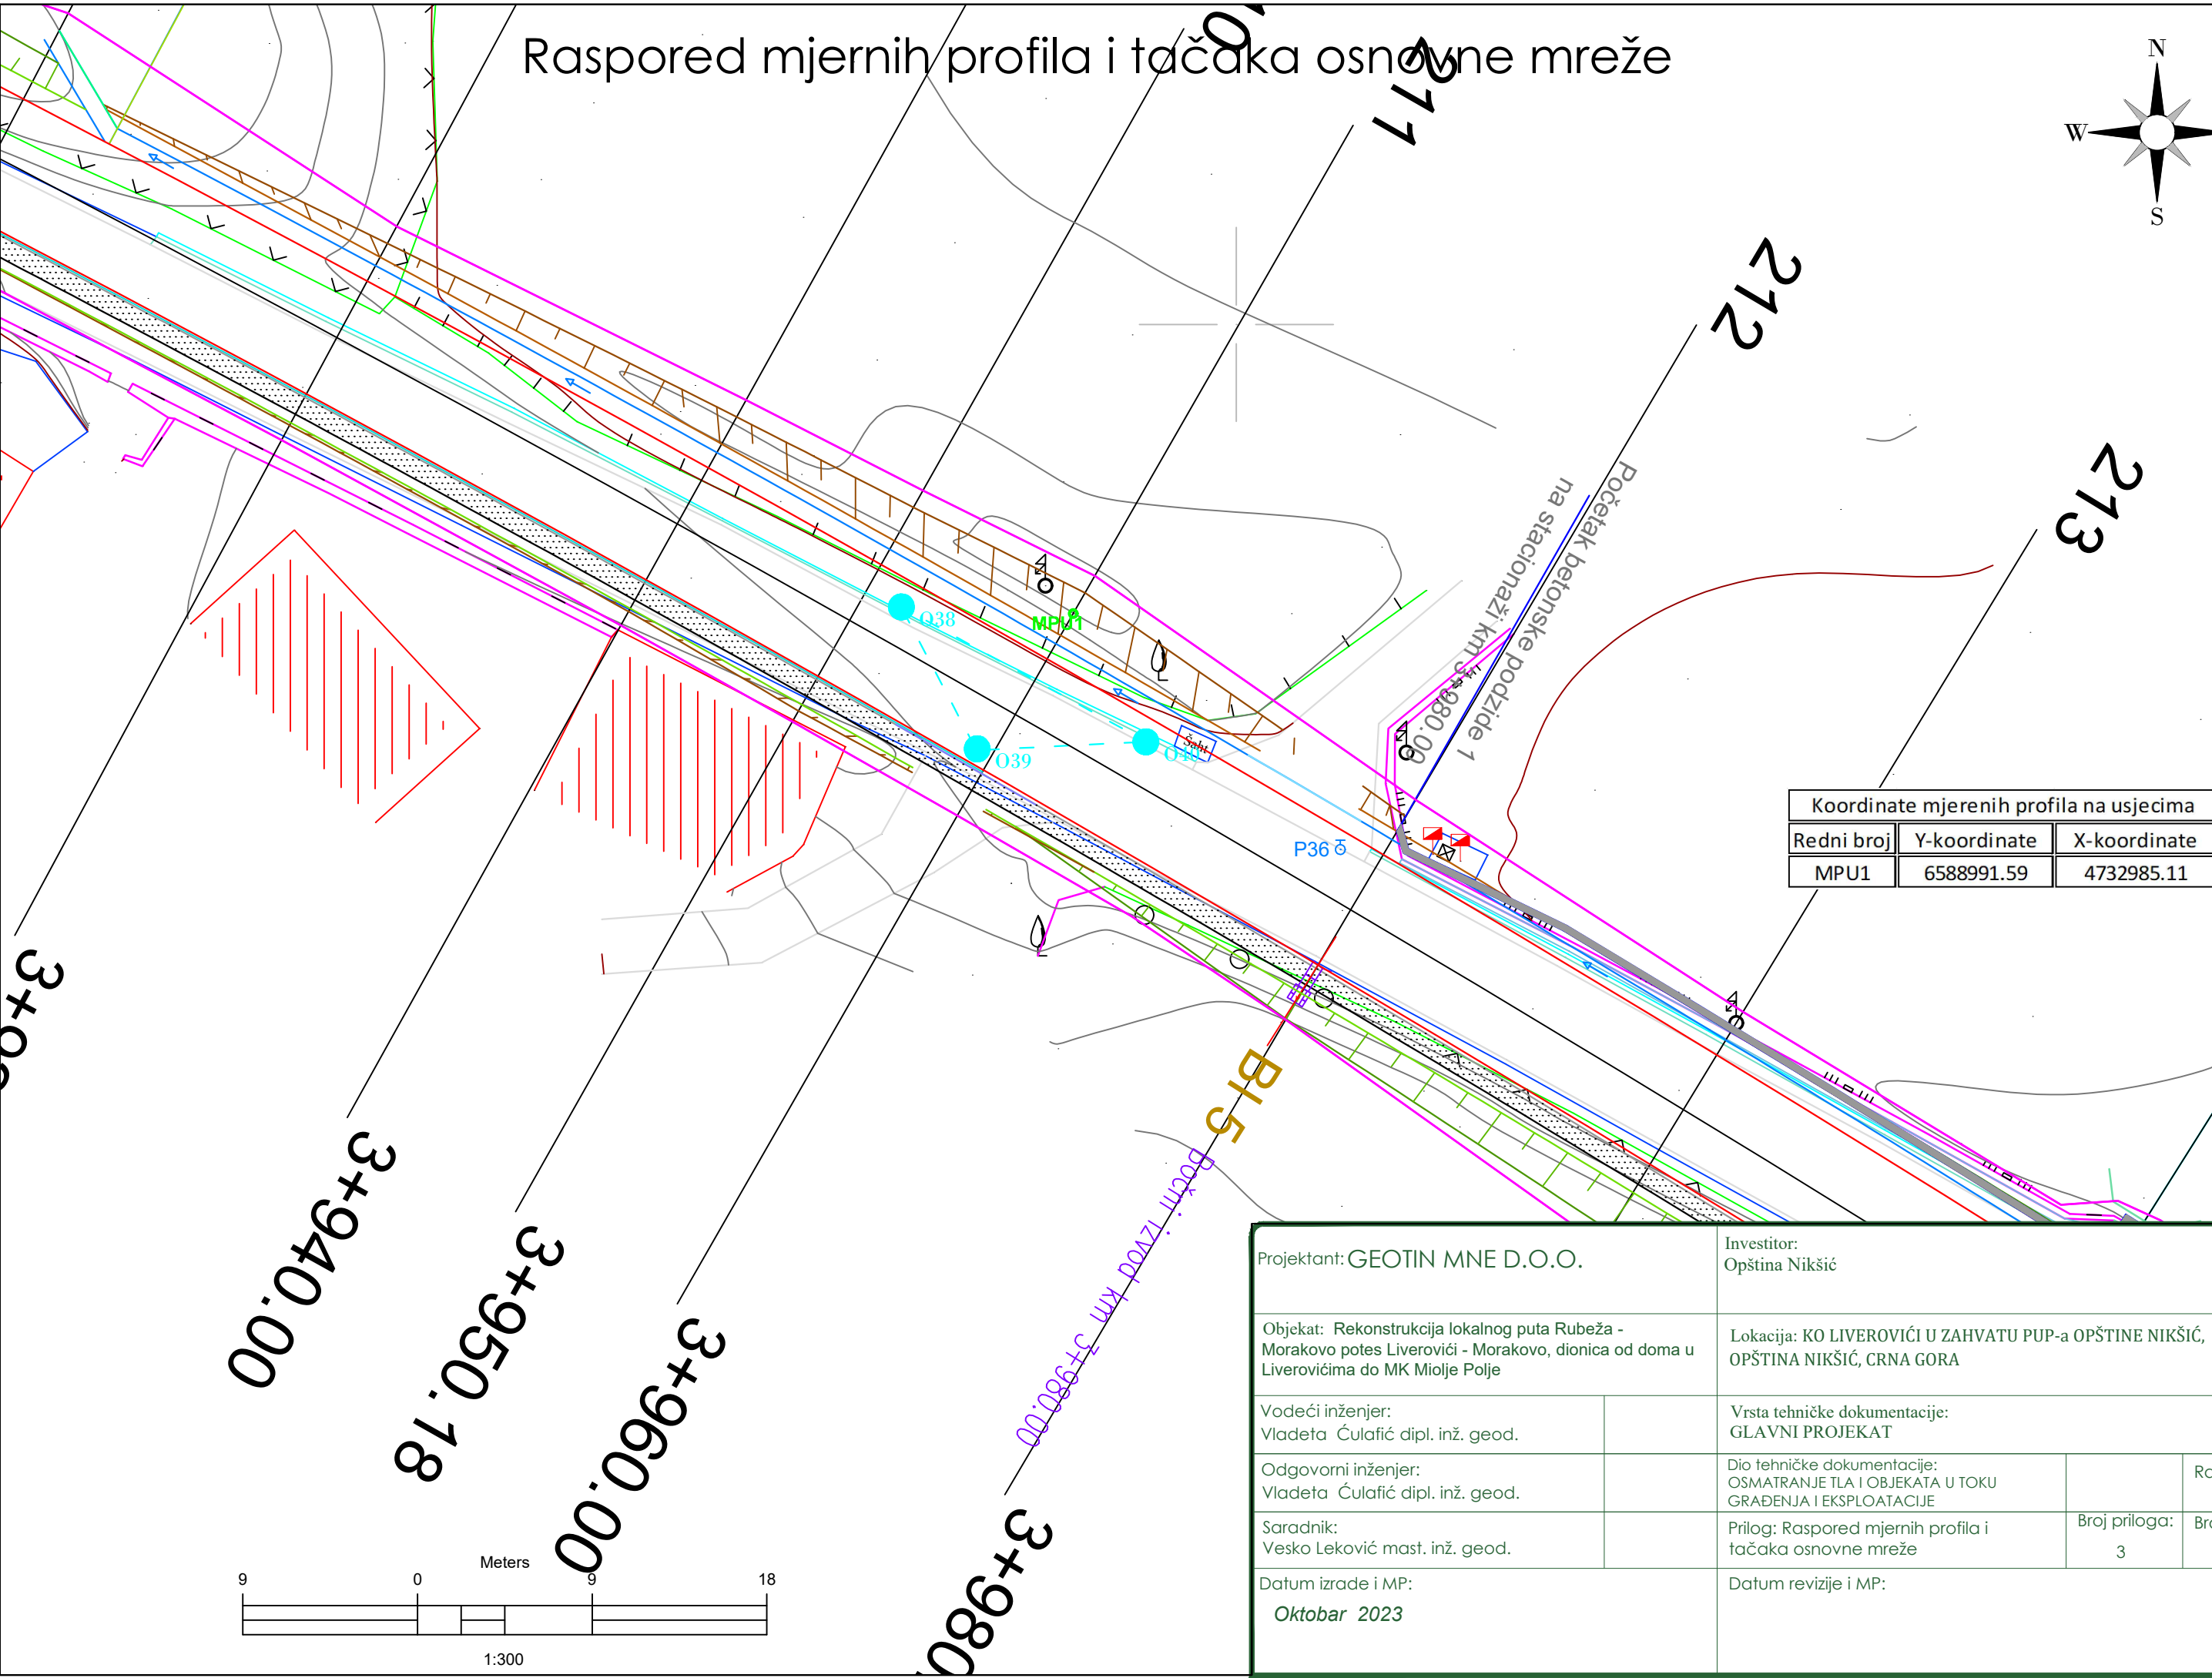 Raspored mjernih profila i tačaka osnovne mreže
N
W
S
211
212
213
Početak betonske podzide 1
na stacionaži km 3+980.00
O38
MPU1
O39
O40
Šaht
P36
Koordinate mjerenih profila na usjecima
Redni broj Y-koordinate X-koordinate
MPU1 6588991.59 4732985.11
3+940.00
3+950.18
3+960.00
BI-5
Bočni izvod km 3+980.00
Meters
9 0 9 18
1:300
Projektant: GEOTIN MNE D.O.O.
Investitor:
Opština Nikšić
Objekat: Rekonstrukcija lokalnog puta Rubeža -
Morakovo potes Liverovići - Morakovo, dionica od doma u
Liverovićima do MK Miolje Polje
Lokacija: KO LIVEROVIĆI U ZAHVATU PUP-a OPŠTINE NIKŠIĆ,
OPŠTINA NIKŠIĆ, CRNA GORA
Vodeći inženjer:
Vladeta Ćulafić dipl. inž. geod.
Vrsta tehničke dokumentacije:
GLAVNI PROJEKAT
Odgovorni inženjer:
Vladeta Ćulafić dipl. inž. geod.
Dio tehničke dokumentacije:
OSMATRANJE TLA I OBJEKATA U TOKU
GRAĐENJA I EKSPLOATACIJE
Saradnik:
Vesko Leković mast. inž. geod.
Prilog: Raspored mjernih profila i
tačaka osnovne mreže
Broj priloga:
3
Datum izrade i MP:
Oktobar 2023
Datum revizije i MP: